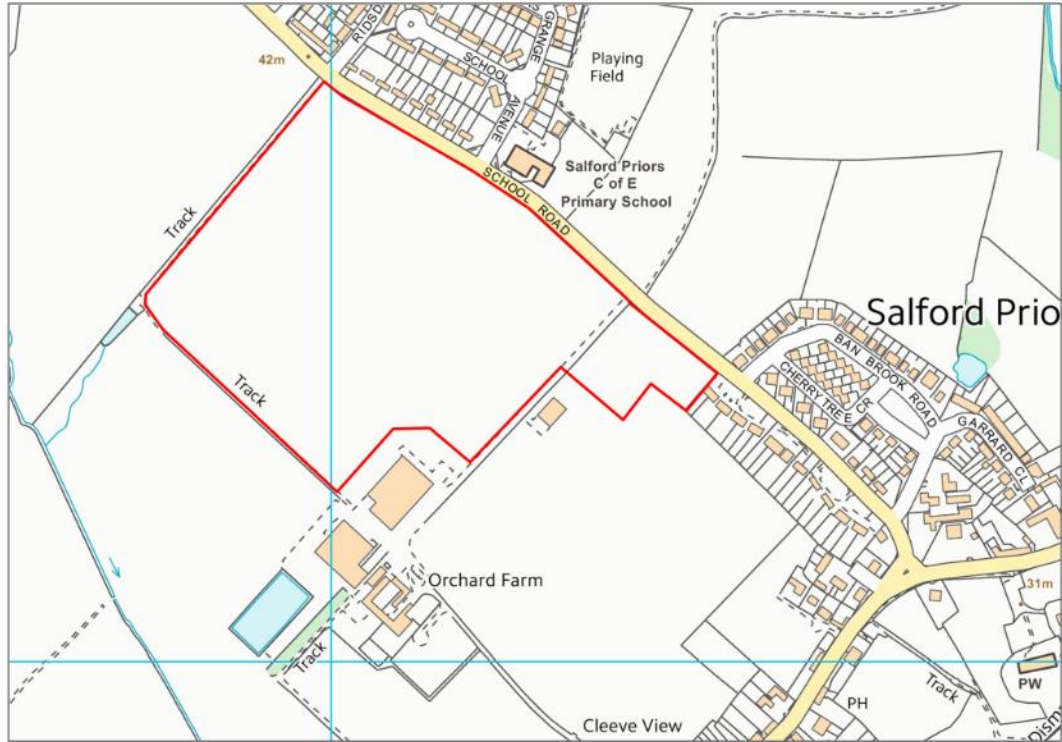 RIDSD
42m
SCHOOL
GRANGE
AVENUE
Playing
Field
Salford Priors
C of E
Primary School
SCHOOL ROAD
Track
Track
Salford Prio
BAN BROOK ROAD
CHERRY TREE CR
GARRARD CL
Orchard Farm
31m
Track
PH
Track
PW
Cleeve View
Dism